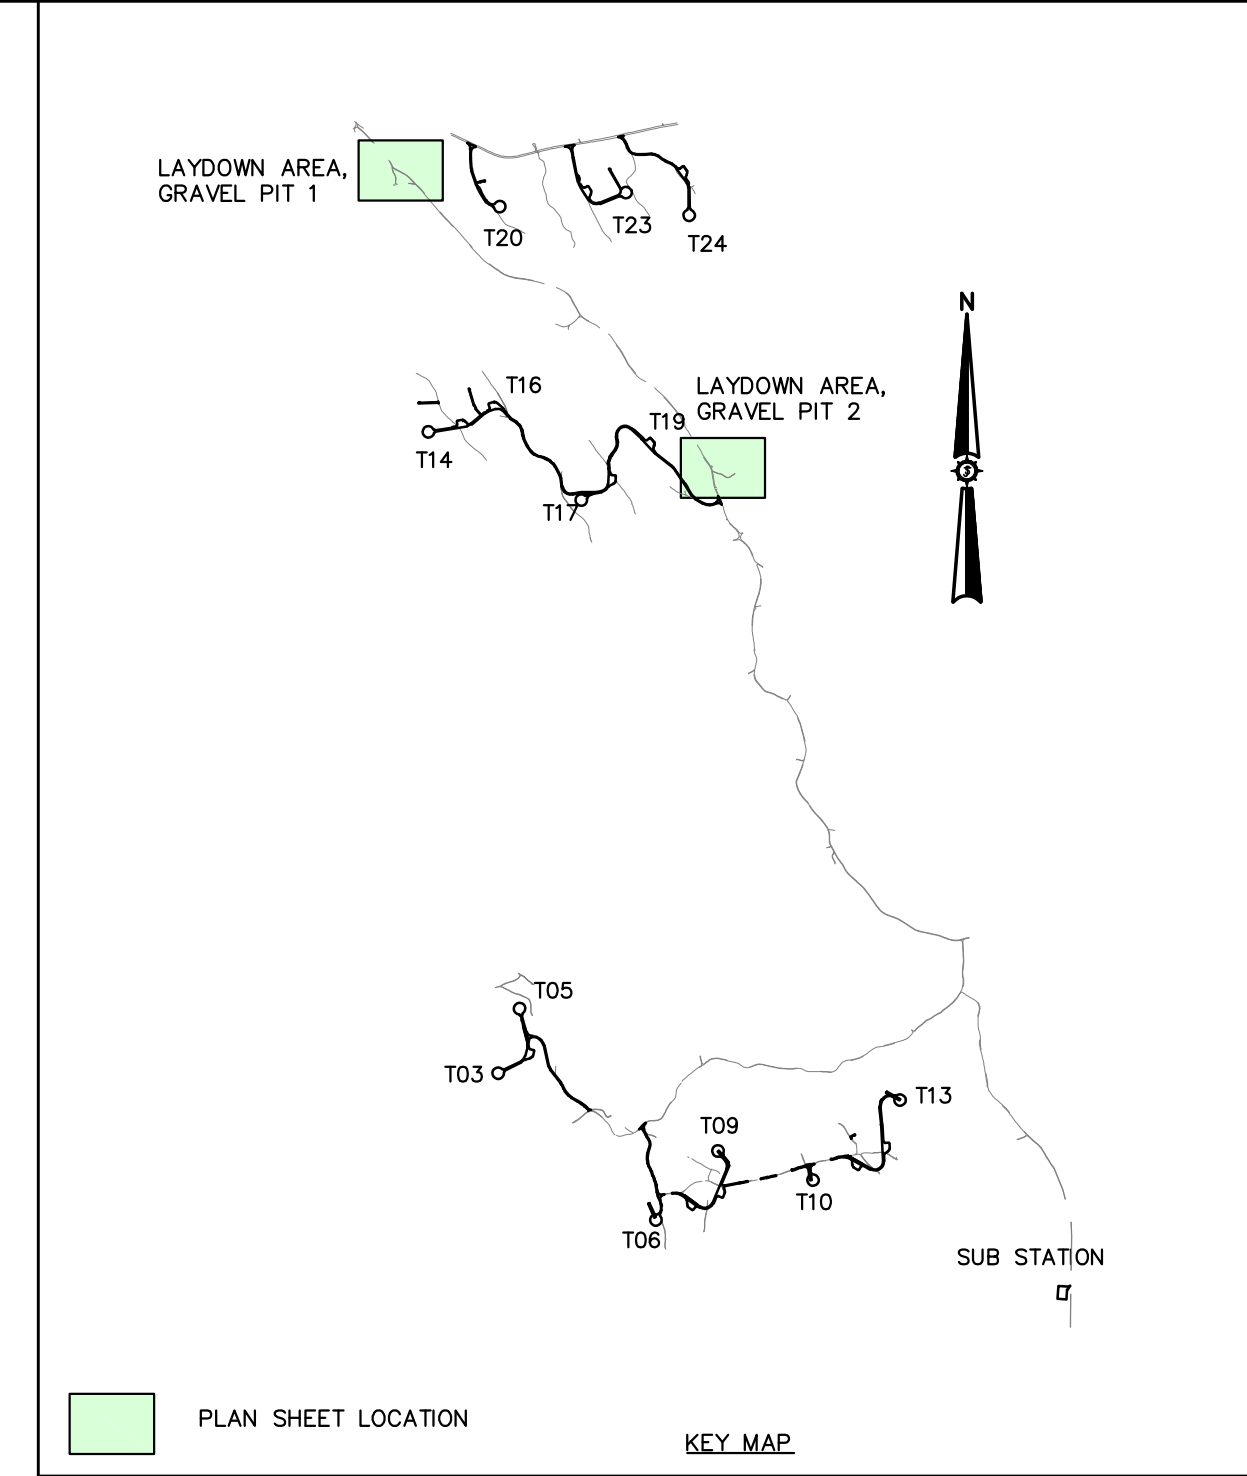 LAYDOWN AREA,
GRAVEL PIT 1
T20
T23
T24
N
T16
LAYDOWN AREA,
GRAVEL PIT 2
T19
T14
T17
T05
T03
T13
T09
T10
T06
SUB STATION
PLAN SHEET LOCATION
KEY MAP